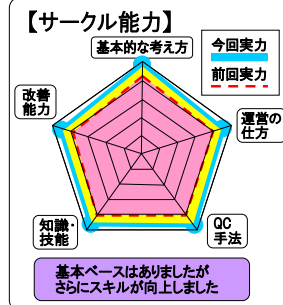 【サークル能力】
基本的な考え方
今回実力
前回実力
改善
能力
運営の
仕方
知識・
技能
QC
手法
基本ベースはありましたが
さらにスキルが向上しました